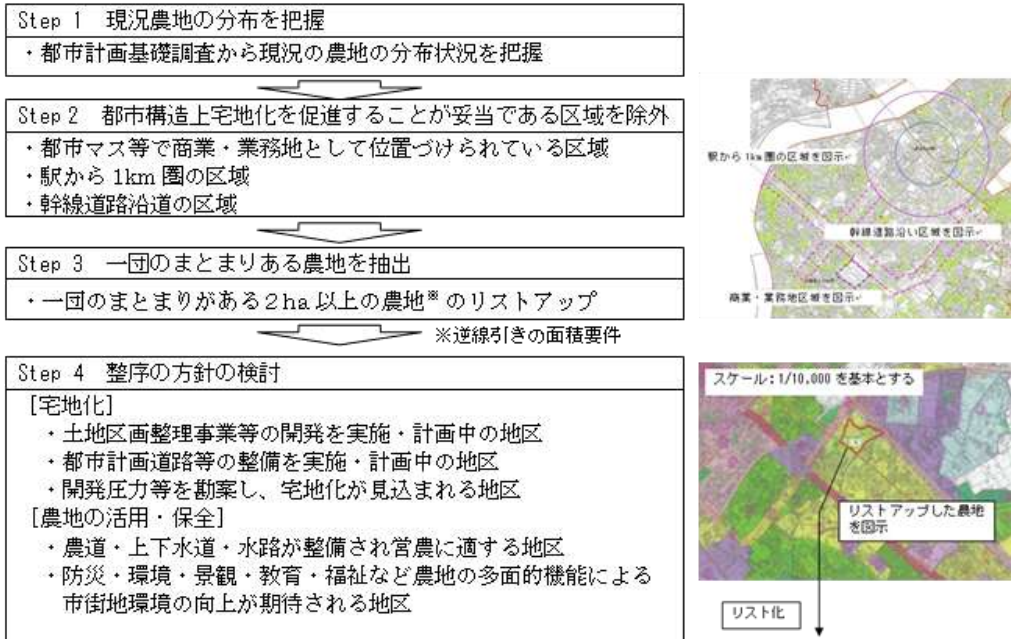 Step 1　現況農地の分布を把握
・都市計画基礎調査から現況の農地の分布状況を把握
Step 2　都市構造上宅地化を促進することが妥当である区域を除外
・都市マス等で商業・業務地として位置づけられている区域
・駅から 1km 圏の区域
・幹線道路沿道の区域
Step 3　一団のまとまりある農地を抽出
・一団のまとまりがある2ha 以上の農地※ のリストアップ
※逆線引きの面積要件
Step 4　整序の方針の検討
[宅地化]
・土地区画整理事業等の開発を実施・計画中の地区
・都市計画道路等の整備を実施・計画中の地区
・開発圧力等を勘案し、宅地化が見込まれる地区
[農地の活用・保全]
・農道・上下水道・水路が整備され営農に適する地区
・防災・環境・景観・教育・福祉など農地の多面的機能による
市街地環境の向上が期待される地区
駅から 1km 圏の区域を図示
幹線道路沿い区域を図示
商業・業務地区域を図示
スケール：1/10,000 を基本とする
リストアップした農地
を図示
リスト化